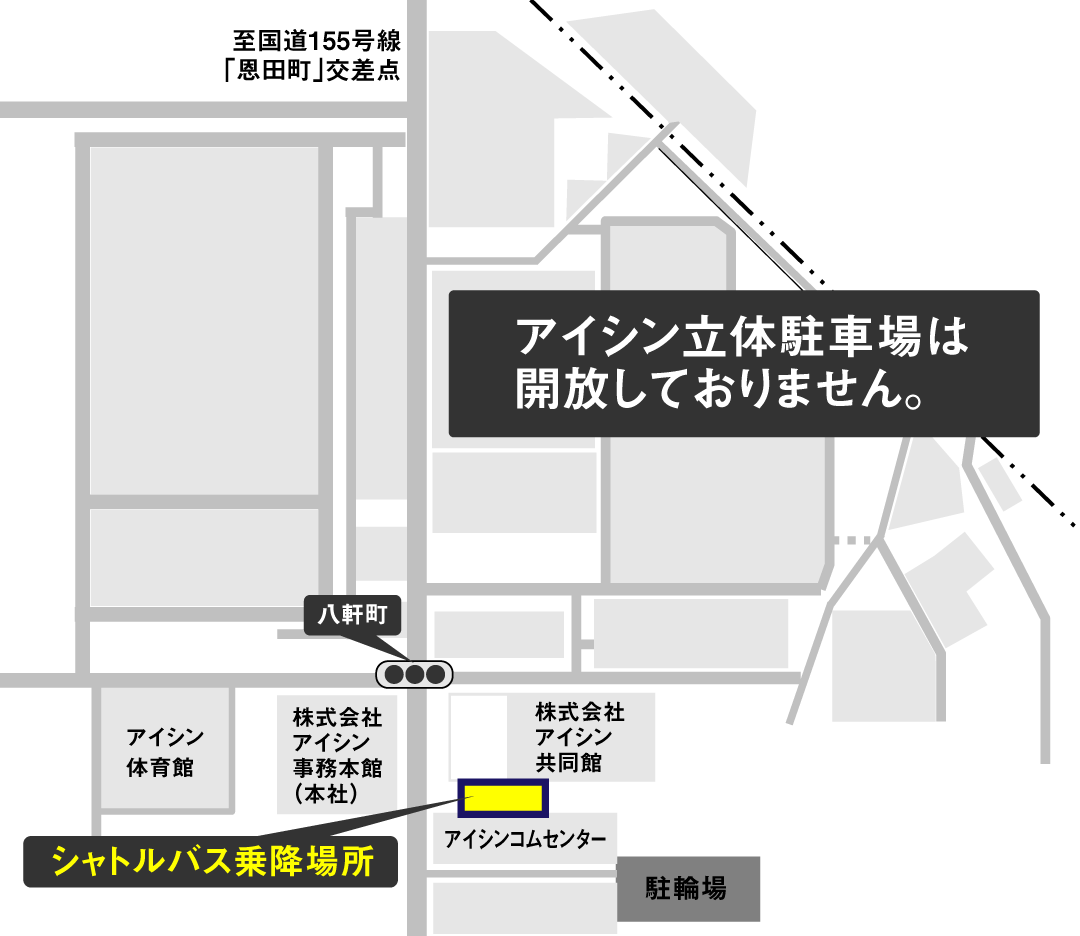 至国道155号線
「恩田町」交差点
アイシン立体駐車場は
開放しておりません。
八軒町
アイシン
体育館
株式会社
アイシン
事務本館
（本社）
株式会社
アイシン
共同館
シャトルバス乗降場所
アイシンコムセンター
駐輪場